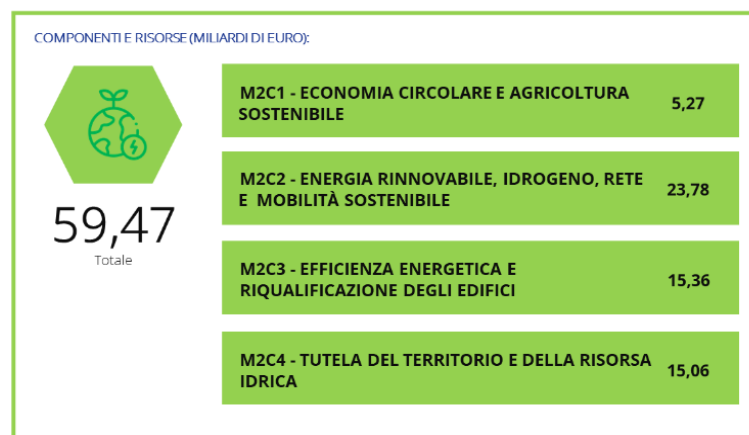 COMPONENTI E RISORSE (MILIARDI DI EURO):
59,47
Totale
M2C1 - ECONOMIA CIRCOLARE E AGRICOLTURA
SOSTENIBILE
5,27
M2C2 - ENERGIA RINNOVABILE, IDROGENO, RETE
E MOBILITÀ SOSTENIBILE
23,78
M2C3 - EFFICIENZA ENERGETICA E
RIQUALIFICAZIONE DEGLI EDIFICI
15,36
M2C4 - TUTELA DEL TERRITORIO E DELLA RISORSA
IDRICA
15,06